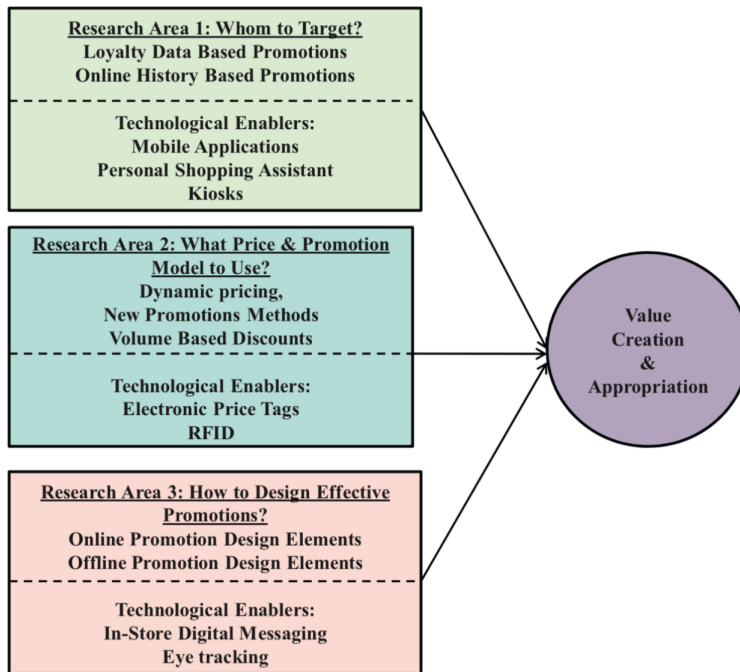 Research Area 1: Whom to Target?
Loyalty Data Based Promotions
Online History Based Promotions
Technological Enablers:
Mobile Applications
Personal Shopping Assistant
Kiosks
Research Area 2: What Price & Promotion
Model to Use?
Dynamic pricing,
New Promotions Methods
Volume Based Discounts
Technological Enablers:
Electronic Price Tags
RFID
Research Area 3: How to Design Effective
Promotions?
Online Promotion Design Elements
Offline Promotion Design Elements
Technological Enablers:
In-Store Digital Messaging
Eye tracking
Value
Creation
&
Appropriation